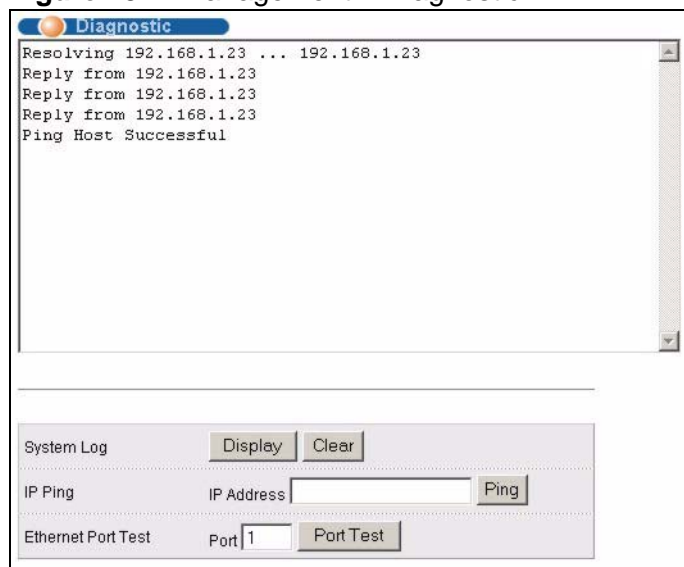 Diagnostic
Resolving 192.168.1.23 ... 192.168.1.23
Reply from 192.168.1.23
Reply from 192.168.1.23
Reply from 192.168.1.23
Ping Host Successful
System Log Display Clear
IP Ping IP Address Ping
Ethernet Port Test Port 1 Port Test